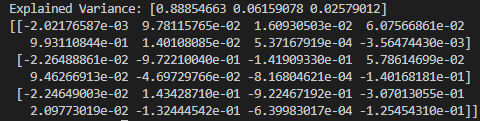 Explained Variance: [0.88854663 0.06159078 0.02579012]
[[-2.02176587e-03  9.78115765e-02  1.60930503e-02  6.07566861e-02
   9.93110844e-01  1.40108085e-02  5.37167919e-04 -3.56474430e-03]
 [-2.26488861e-02 -9.72210040e-01 -1.41909330e-01  5.78614699e-02
   9.46266913e-02 -4.69729766e-02 -8.16804621e-04 -1.40168181e-01]
 [-2.24649003e-02  1.43428710e-01 -9.22467192e-01 -3.07013055e-01
   2.09773019e-02 -1.32444542e-01 -6.39983017e-04 -1.25454310e-01]]